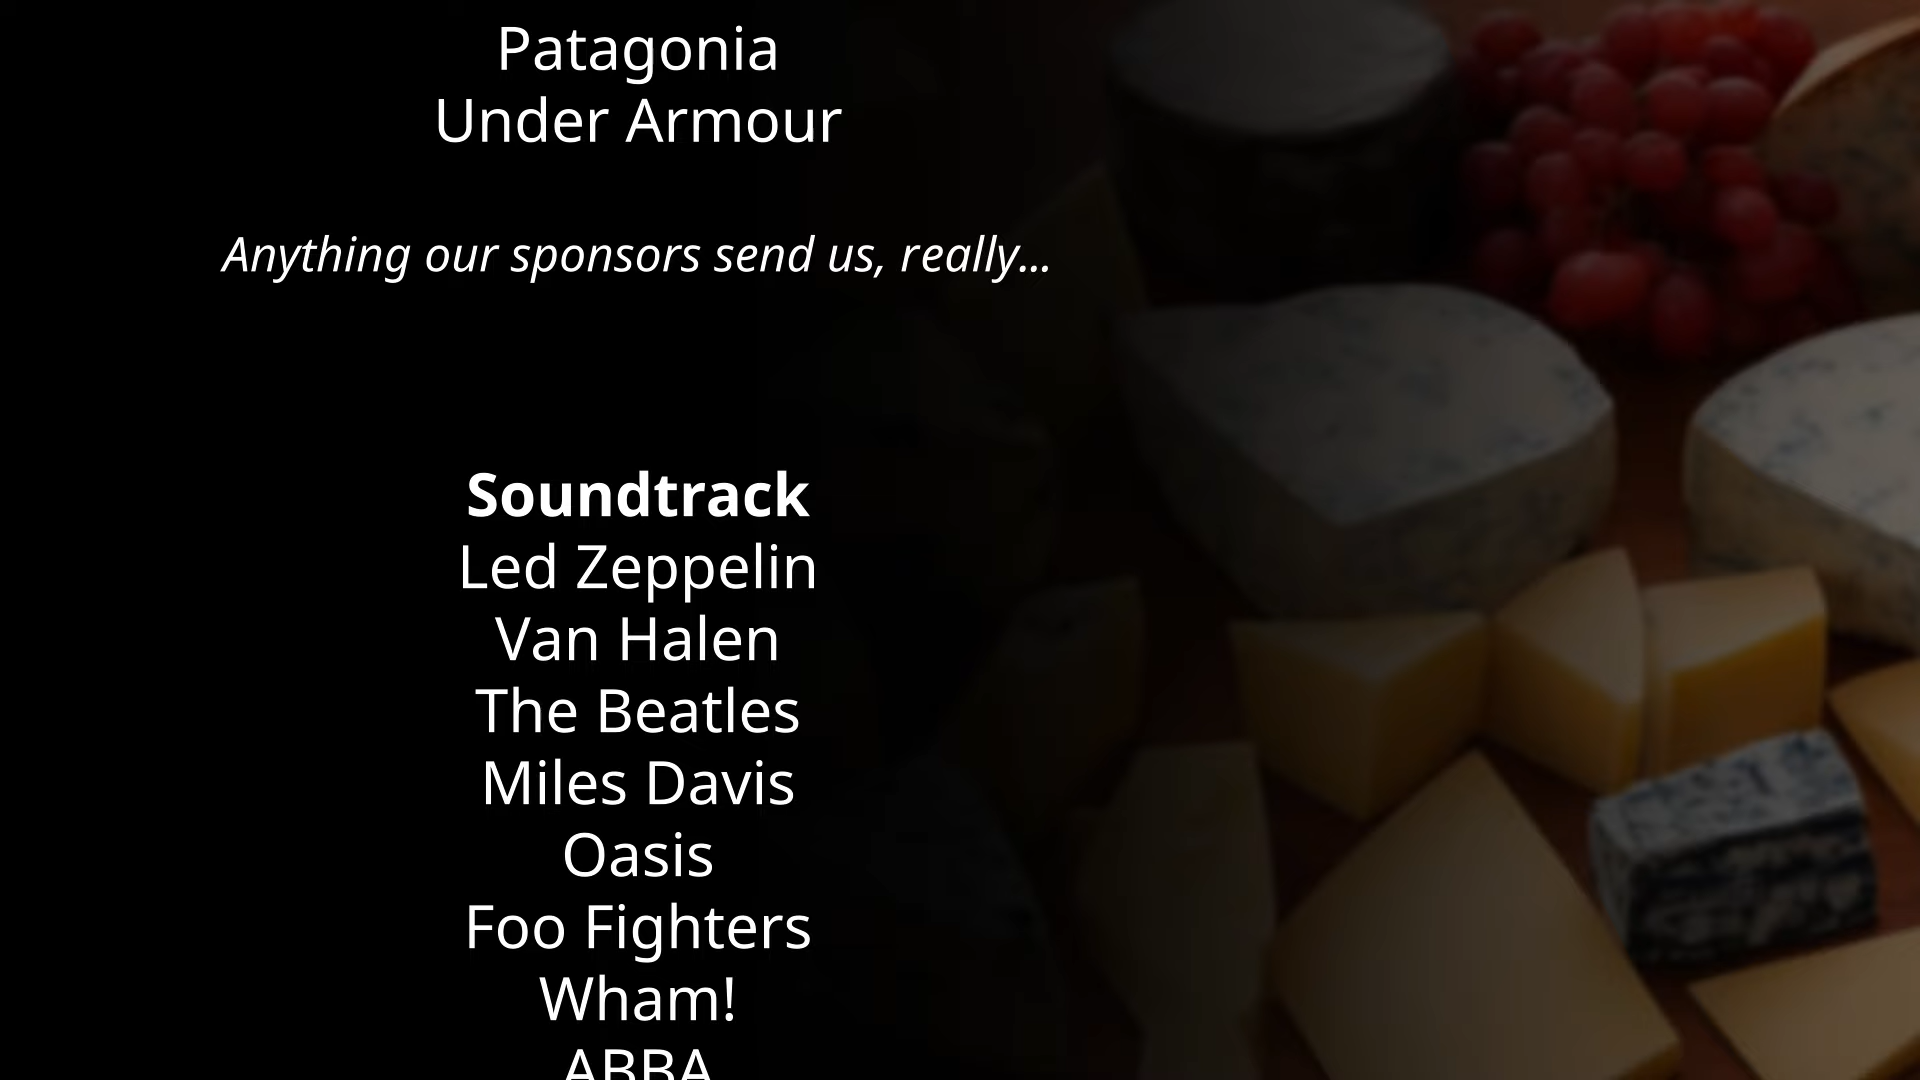 Patagonia
Under Armour
Anything our sponsors send us, really...
Soundtrack
Led Zeppelin
Van Halen
The Beatles
Miles Davis
Oasis
Foo Fighters
Wham!
ABBA